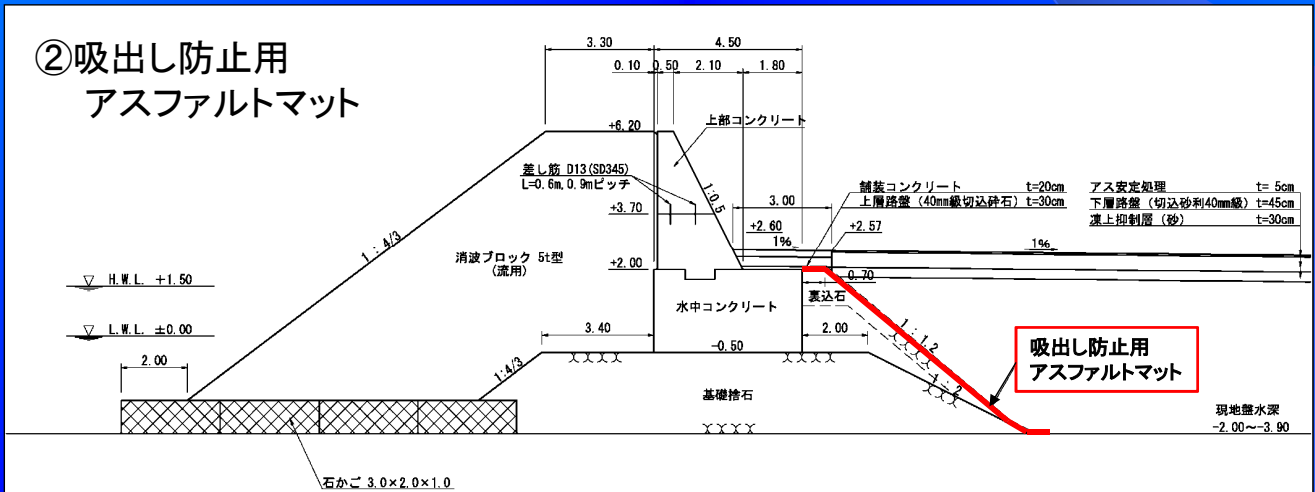 ②吸出し防止用
アスファルトマット
3.30
4.50
0.10
0.50
2.10
1.80
+6.20
上部コンクリート
差し筋 D13(SD345)
L=0.6m, 0.9mピッチ
1:0.5
舗装コンクリート t=20cm
上層路盤 (40mm級切込砕石) t=30cm
アス安定処理 t= 5cm
下層路盤 (切込砂利40mm級) t=45cm
凍上抑制層 (砂) t=30cm
3.00
+3.70
+2.60
+2.57
1%
1%
1:4/3
消波ブロック 5t型
(流用)
+2.00
0.70
H.W.L. +1.50
裏込石
水中コンクリート
L.W.L. ±0.00
3.40
2.00
1:1.2
-0.50
吸出し防止用
アスファルトマット
2.00
1:4/3
1:2
基礎捨石
現地盤水深
-2.00～-3.90
石かご 3.0×2.0×1.0